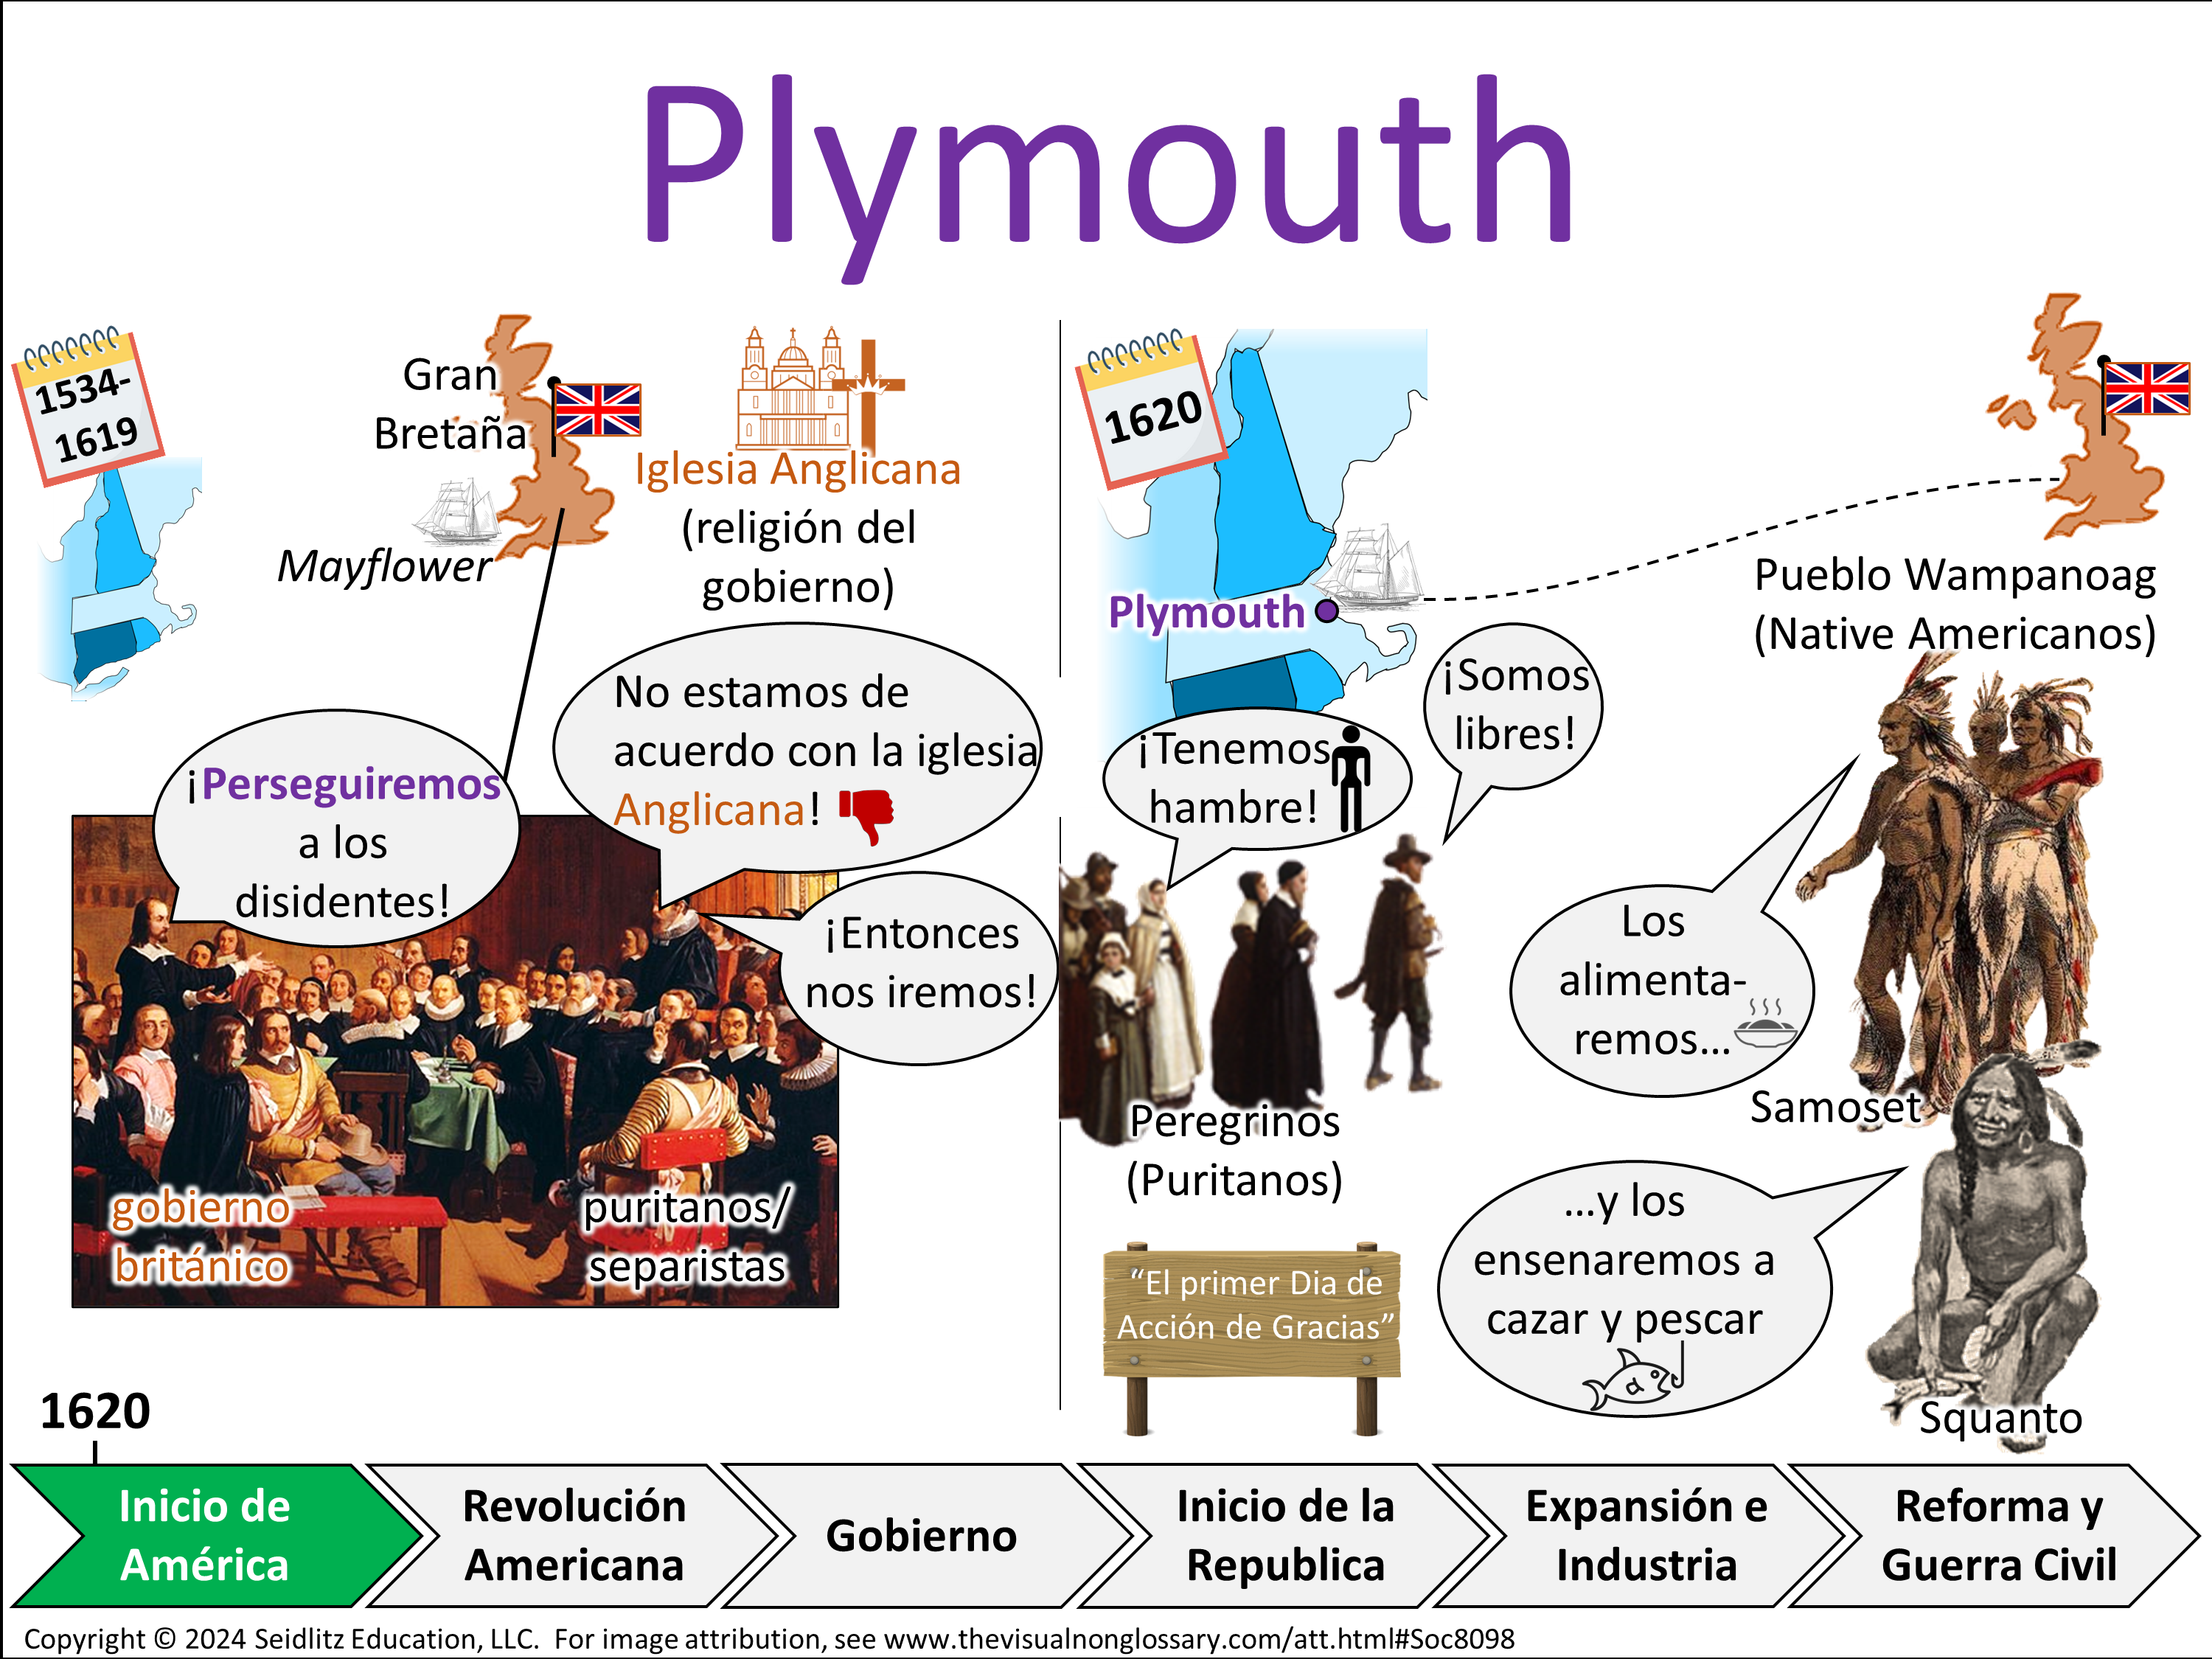 Plymouth
1534-
1619
Gran
Bretaña
Mayflower
Iglesia Anglicana
(religión del
gobierno)
¡Perseguiremos
a los
disidentes!
No estamos de
acuerdo con la iglesia
Anglicana!
¡Entonces
nos iremos!
gobierno
británico
puritanos/
separistas
1620
Plymouth
Pueblo Wampanoag
(Native Americanos)
¡Tenemos
hambre!
¡Somos
libres!
Los
alimenta-
remos...
Samoset
Peregrinos
(Puritanos)
“El primer Dia de
Acción de Gracias”
...y los
ensenaremos a
cazar y pescar
Squanto
1620
Inicio de
América
Revolución
Americana
Gobierno
Inicio de la
Republica
Expansión e
Industria
Reforma y
Guerra Civil
Copyright © 2024 Seidlitz Education, LLC.  For image attribution, see www.thevisualnonglossary.com/att.html#Soc8098